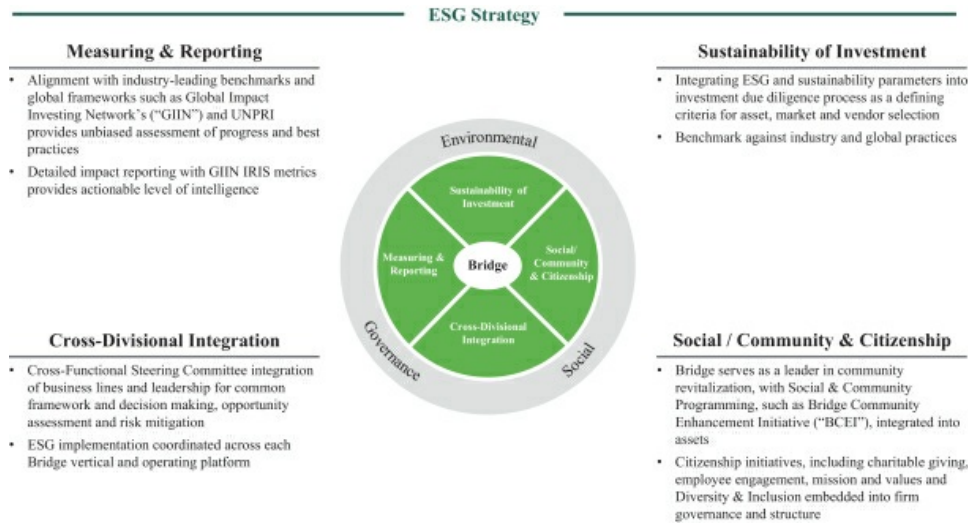 ESG Strategy
Measuring & Reporting
• Alignment with industry-leading benchmarks and
global frameworks such as Global Impact
Investing Network's (“GIIN”) and UNPRI
provides unbiased assessment of progress and best
practices
• Detailed impact reporting with GIIN IRIS metrics
provides actionable level of intelligence
Sustainability of Investment
• Integrating ESG and sustainability parameters into
investment due diligence process as a defining
criteria for asset, market and vendor selection
• Benchmark against industry and global practices
Environmental
Sustainability of
Investment
Measuring &
Reporting
Bridge
Social/
Community
& Citizenship
Cross-Divisional
Integration
Governance
Social
Cross-Divisional Integration
• Cross-Functional Steering Committee integration
of business lines and leadership for common
framework and decision making, opportunity
assessment and risk mitigation
• ESG implementation coordinated across each
Bridge vertical and operating platform
Social / Community & Citizenship
• Bridge serves as a leader in community
revitalization, with Social & Community
Programming, such as Bridge Community
Enhancement Initiative (“BCEI”), integrated into
assets
• Citizenship initiatives, including charitable giving,
employee engagement, mission and values and
Diversity & Inclusion embedded into firm
governance and structure